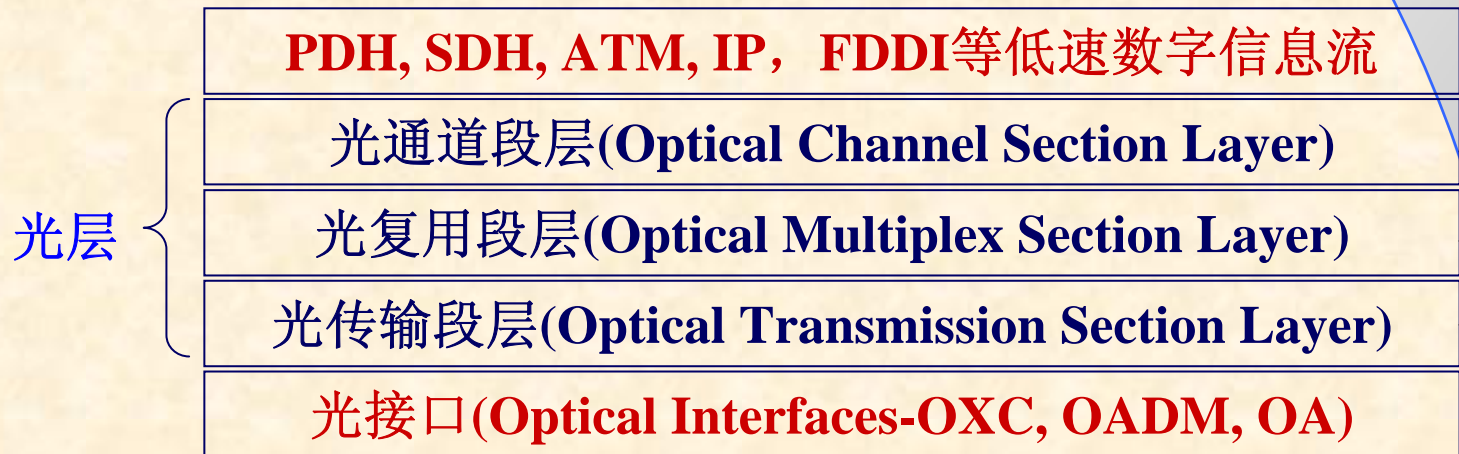 PDH, SDH, ATM, IP，FDDI等低速数字信息流
光通道段层(Optical Channel Section Layer)
光层
光复用段层(Optical Multiplex Section Layer)
光传输段层(Optical Transmission Section Layer)
光接口(Optical Interfaces-OXC, OADM, OA)